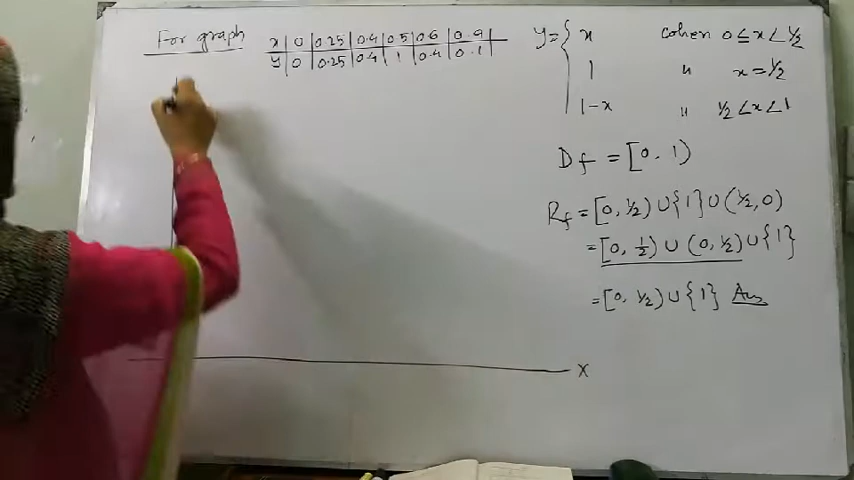 For graph
x | 0 | 0.25 | 0.4 | 0.5 | 0.6 | 0.9 |
y | 0 | 0.25 | 0.4 | 1 | 0.4 | 0.1 |
y = { x when 0 ≤ x < 1/2
1 " x = 1/2
1-x " 1/2 < x < 1
Df = [0, 1)
Rf = [0, 1/2) ∪ {1} ∪ (1/2, 0)
= [0, 1/2) ∪ (0, 1/2) ∪ {1}
= [0, 1/2) ∪ {1} Ans
X